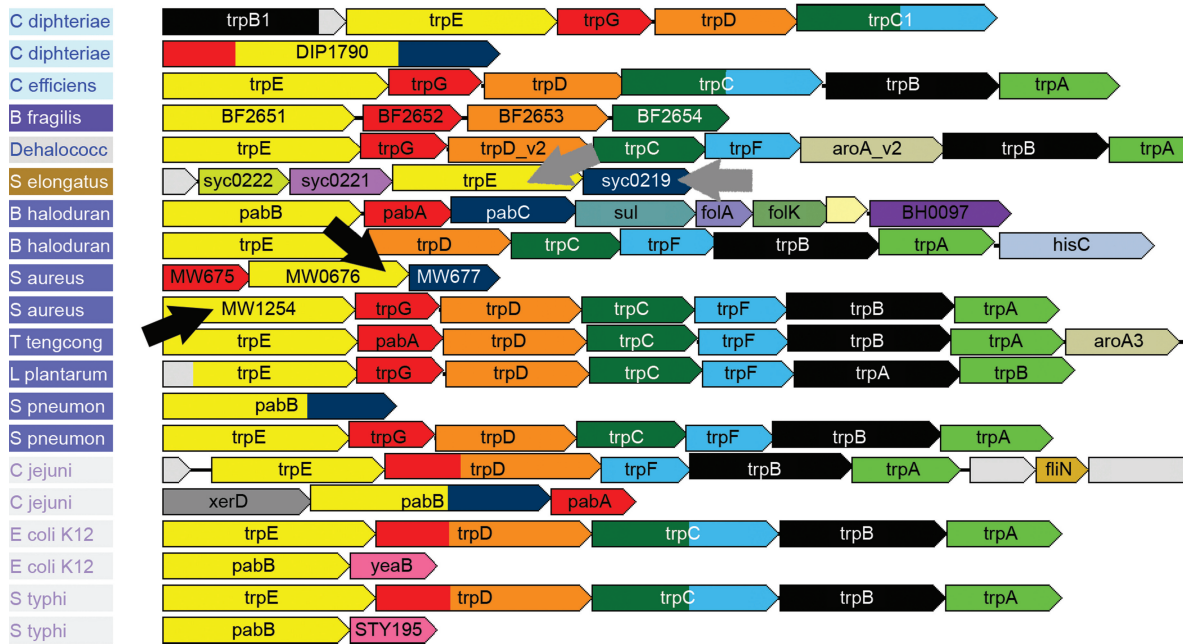 C diphteriae trpB1 trpE trpG trpD trpC1
C diphteriae DIP1790
C efficiens trpE trpG trpD trpC trpB trpA
B fragilis BF2651 BF2652 BF2653 BF2654
Dehalococc trpE trpG trpD_v2 trpC trpF aroA_v2 trpB trpA
S elongatus syc0222 syc0221 trpE syc0219
B haloduran pabB pabA pabC sul folA folK BH0097
B haloduran trpE trpD trpC trpF trpB trpA hisC
S aureus MW675 MW0676 MW677
S aureus MW1254 trpG trpD trpC trpF trpB trpA
T tengcong trpE pabA trpD trpC trpF trpB trpA aroA3
L plantarum trpE trpG trpD trpC trpF trpA trpB
S pneumon pabB
S pneumon trpE trpG trpD trpC trpF trpB trpA
C jejuni trpE trpD trpF trpB trpA fliN
C jejuni xerD pabB pabA
E coli K12 trpE trpD trpC trpB trpA
E coli K12 pabB yeaB
S typhi trpE trpD trpC trpB trpA
S typhi pabB STY195